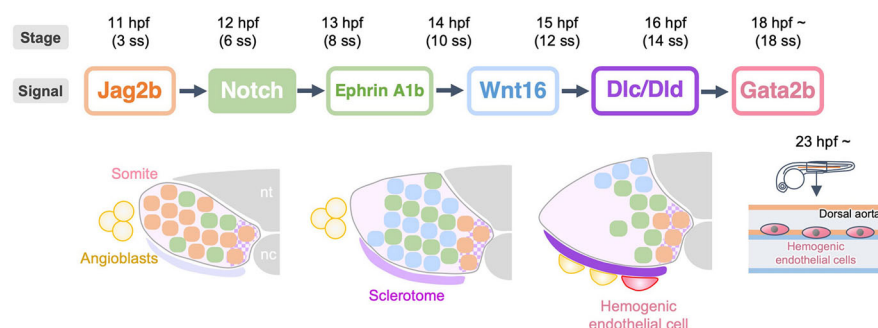 Stage
11 hpf
(3 ss)
12 hpf
(6 ss)
13 hpf
(8 ss)
14 hpf
(10 ss)
15 hpf
(12 ss)
16 hpf
(14 ss)
18 hpf ~
(18 ss)
Signal
Jag2b
Notch
Ephrin A1b
Wnt16
Dlc/Dld
Gata2b
Somite
nt
nc
Angioblasts
Sclerotome
Hemogenic
endothelial cell
23 hpf ~
Dorsal aorta
Hemogenic
endothelial cells